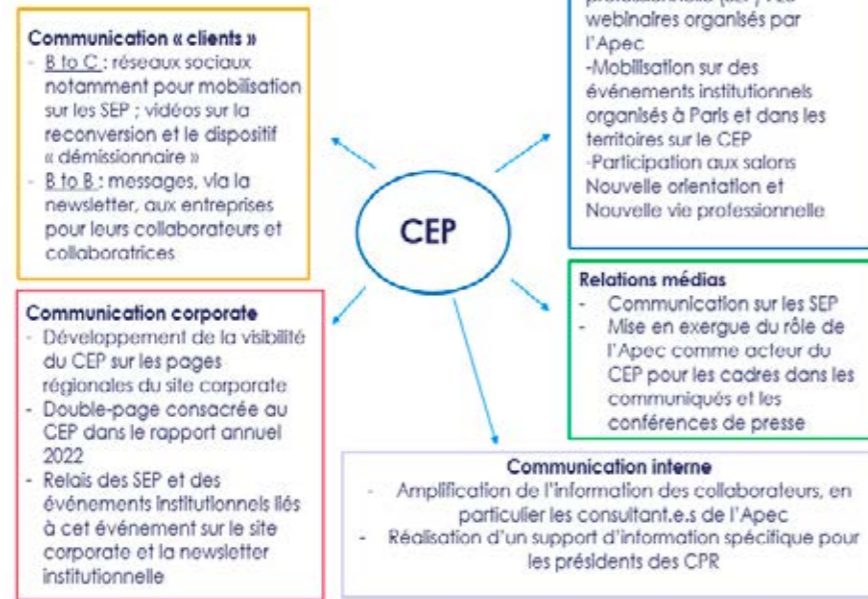 Communication « clients »
- B to C : réseaux sociaux
notamment pour mobilisation
sur les SEP ; vidéos sur la
reconversion et le dispositif
« démissionnaire »
- B to B : messages, via la
newsletter, aux entreprises
pour leurs collaborateurs et
collaboratrices
webinaires organisés par
l'Apec
-Mobilisation sur des
événements institutionnels
organisés à Paris et dans les
territoires sur le CEP
-Participation aux salons
Nouvelle orientation et
Nouvelle vie professionnelle
CEP
Communication corporate
- Développement de la visibilité
du CEP sur les pages
régionales du site corporate
- Double-page consacrée au
CEP dans le rapport annuel
2022
- Relais des SEP et des
événements institutionnels liés
à cet événement sur le site
corporate et la newsletter
institutionnelle
Relations médias
- Communication sur les SEP
- Mise en exergue du rôle de
l'Apec comme acteur du
CEP pour les cadres dans les
communiqués et les
conférences de presse
Communication interne
- Amplification de l'information des collaborateurs, en
particulier les consultant.e.s de l'Apec
- Réalisation d'un support d'information spécifique pour
les présidents des CPR